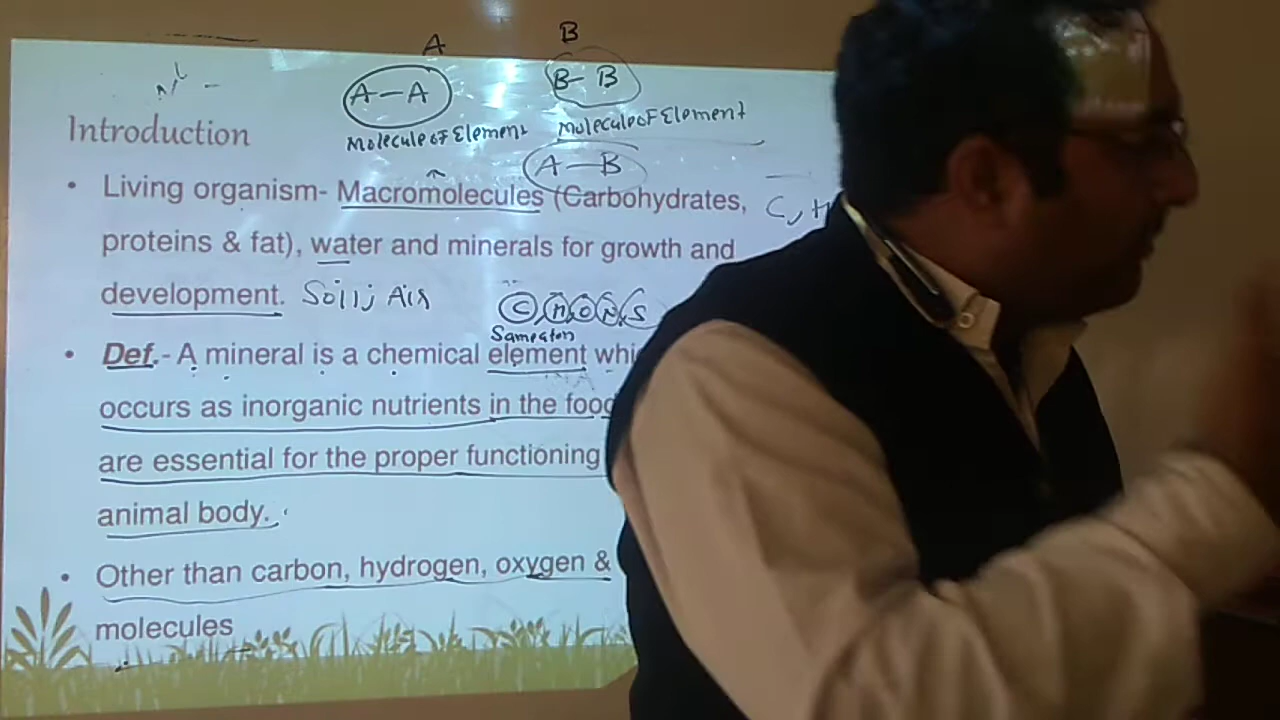 A B
A-A B-B
Introduction
Molecule of Element Molecule of Element
A-B
• Living organism- Macromolecules (Carbohydrates, C, H
proteins & fat), water and minerals for growth and
development. Soil, Air
C, H, O, N, S
• Def.- A mineral is a chemical element whi
occurs as inorganic nutrients in the food
are essential for the proper functioning
animal body.
• Other than carbon, hydrogen, oxygen &
molecules